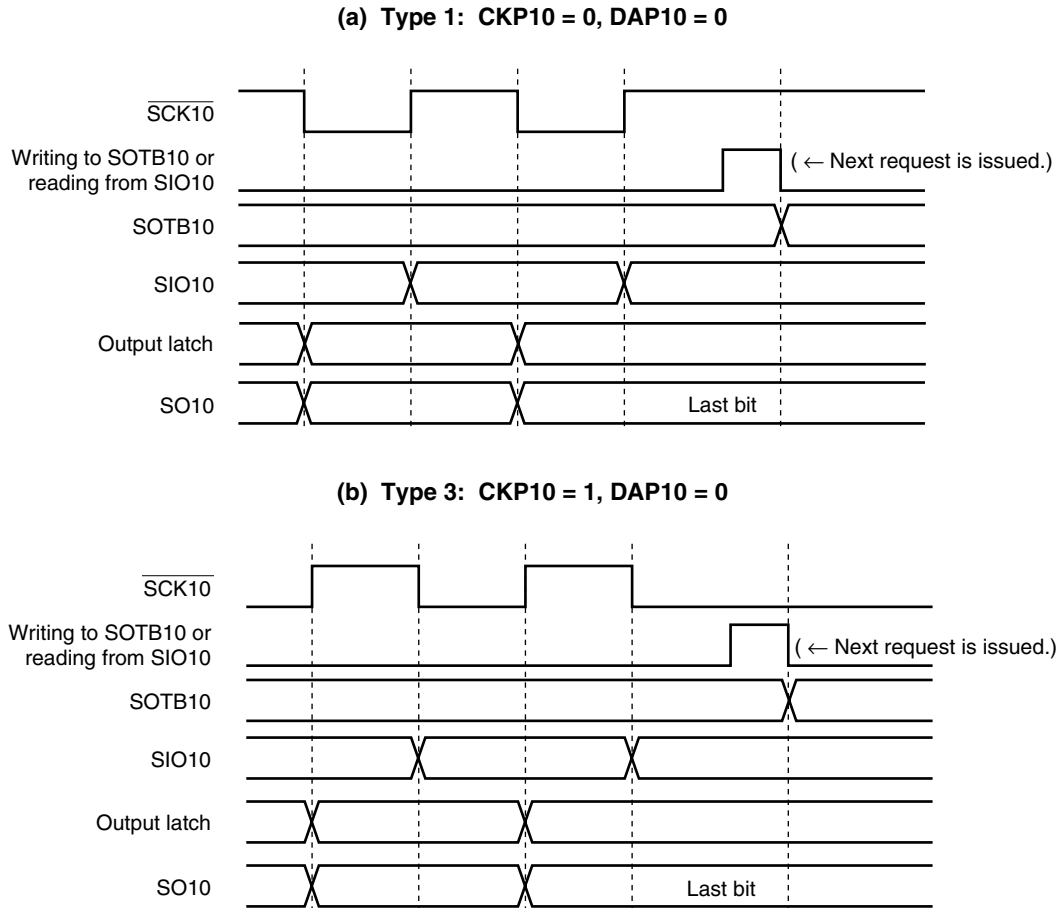 (a) Type 1: CKP10 = 0, DAP10 = 0
SCK10
Writing to SOTB10 or
reading from SIO10
( ← Next request is issued.)
SOTB10
SIO10
Output latch
SO10
Last bit
(b) Type 3: CKP10 = 1, DAP10 = 0
SCK10
Writing to SOTB10 or
reading from SIO10
( ← Next request is issued.)
SOTB10
SIO10
Output latch
SO10
Last bit